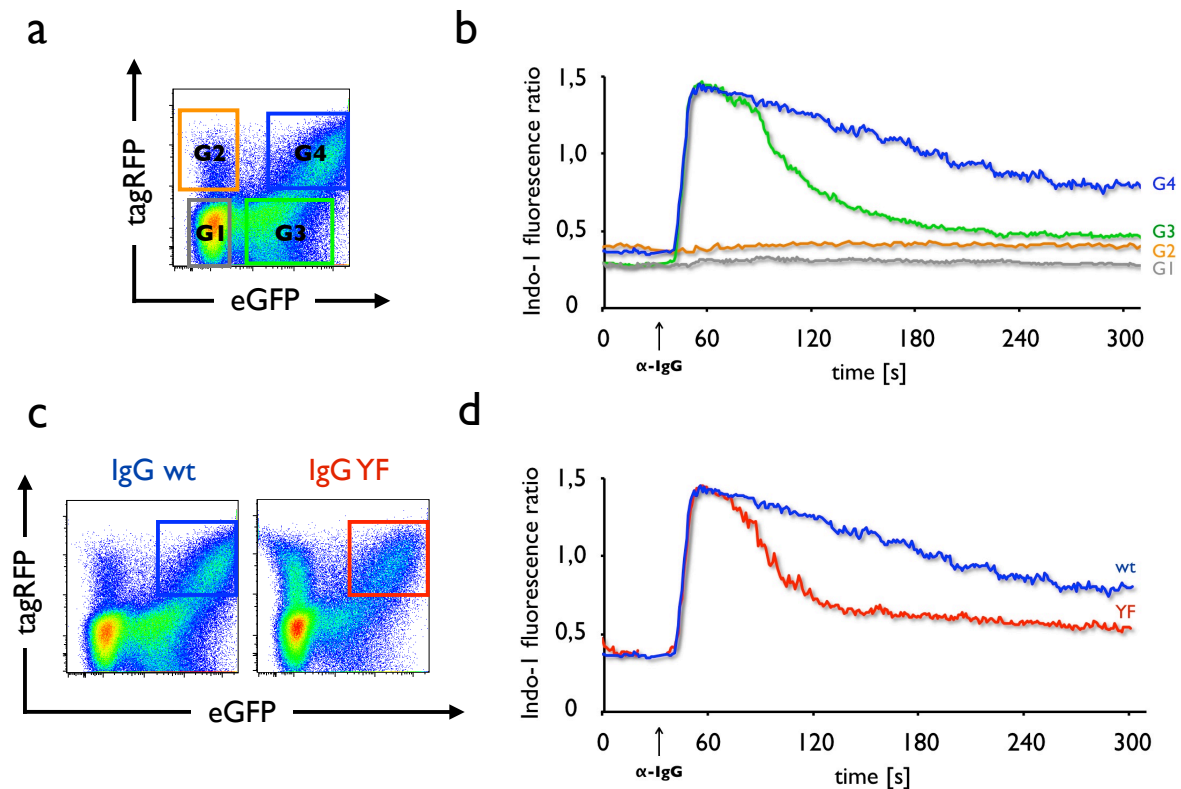 a
tagRFP
G2
G4
G1
G3
eGFP
b
Indo-1 fluorescence ratio
1,5
1,0
0,5
0
G4
G3
G2
G1
0 60 120 180 240 300
α-IgG
time [s]
c
IgG wt
IgG YF
tagRFP
eGFP
d
Indo-1 fluorescence ratio
1,5
1,0
0,5
0
wt
YF
0 60 120 180 240 300
α-IgG
time [s]